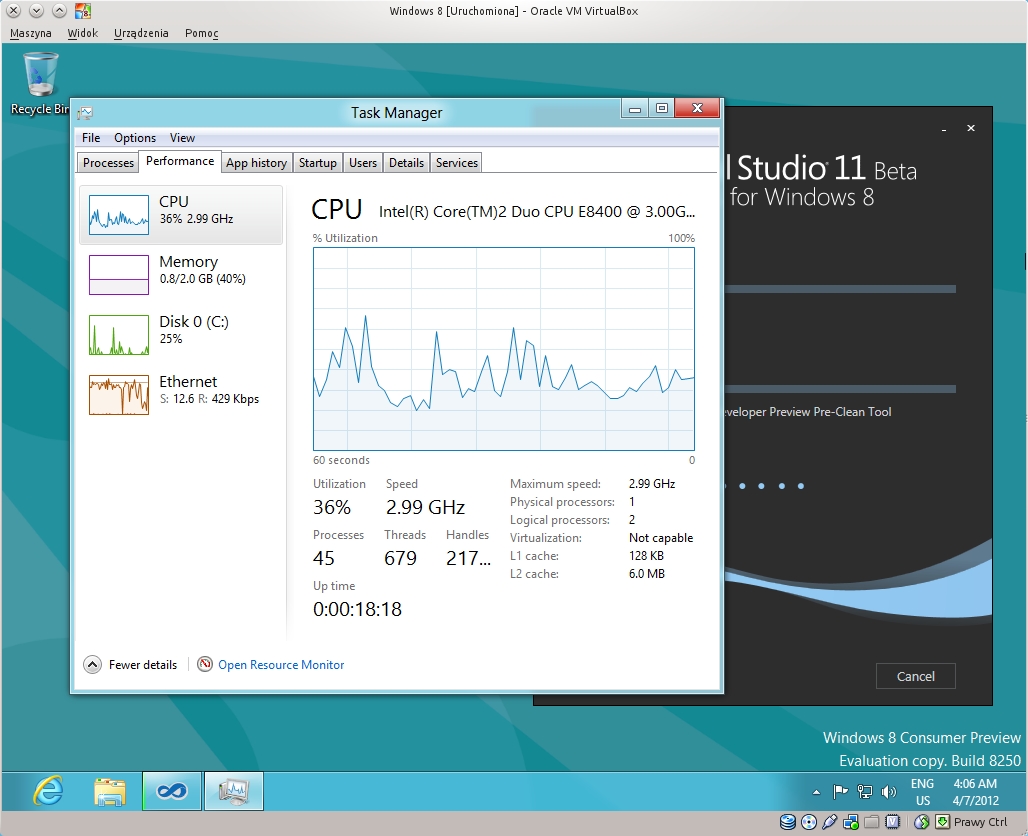 Windows 8 [Uruchomiona] - Oracle VM VirtualBox
Maszyna Widok Urządzenia Pomoc
Recycle Bin
Task Manager
File Options View
Processes Performance App history Startup Users Details Services
CPU
36% 2.99 GHz
Memory
0.8/2.0 GB (40%)
Disk 0 (C:)
25%
Ethernet
S: 12.6 R: 429 Kbps
CPU Intel(R) Core(TM)2 Duo CPU E8400 @ 3.00G...
% Utilization 100%
60 seconds 0
Utilization Speed
36% 2.99 GHz
Processes Threads Handles
45 679 217...
Up time
0:00:18:18
Maximum speed: 2.99 GHz
Physical processors: 1
Logical processors: 2
Virtualization: Not capable
L1 cache: 128 KB
L2 cache: 6.0 MB
Fewer details Open Resource Monitor
l Studio 11 Beta
for Windows 8
eveloper Preview Pre-Clean Tool
Cancel
Windows 8 Consumer Preview
Evaluation copy. Build 8250
ENG
US
4:06 AM
4/7/2012
Prawy Ctrl